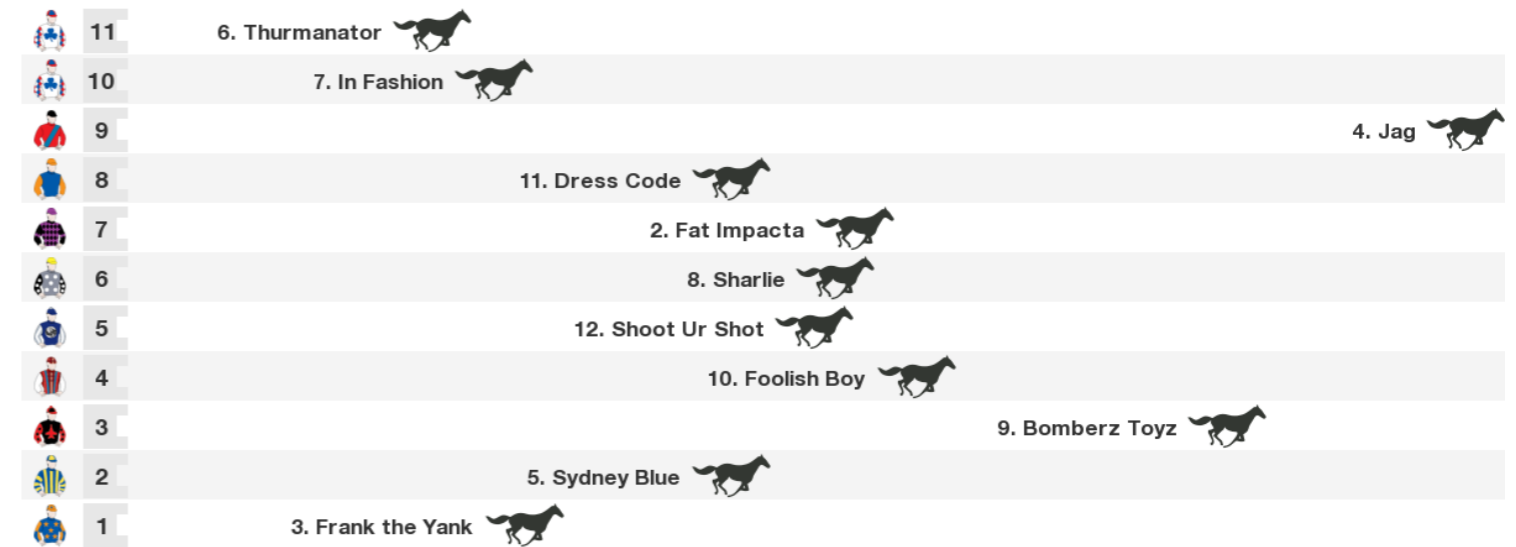 11 6. Thurmanator
10 7. In Fashion
9 4. Jag
8 11. Dress Code
7 2. Fat Impacta
6 8. Sharlie
5 12. Shoot Ur Shot
4 10. Foolish Boy
3 9. Bomberz Toyz
2 5. Sydney Blue
1 3. Frank the Yank